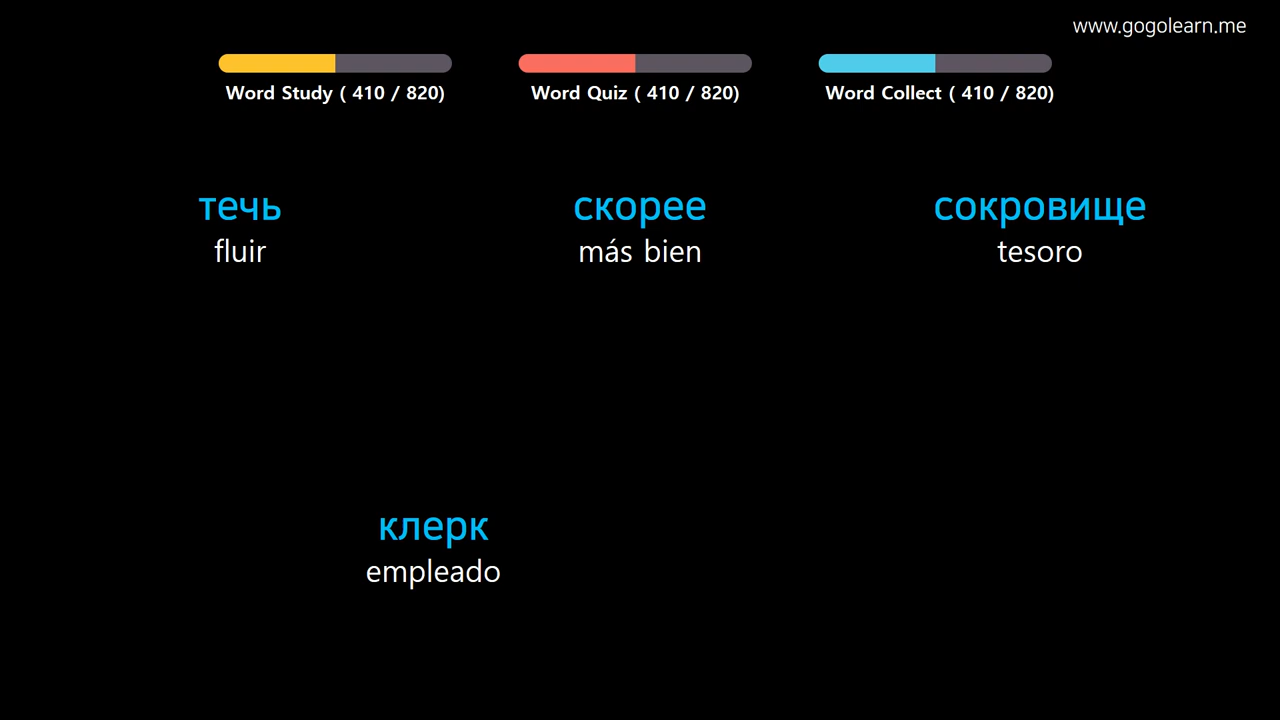 www.gogolearn.me
Word Study ( 410 / 820)
Word Quiz ( 410 / 820)
Word Collect ( 410 / 820)
течь
fluir
скорее
más bien
сокровище
tesoro
клерк
empleado